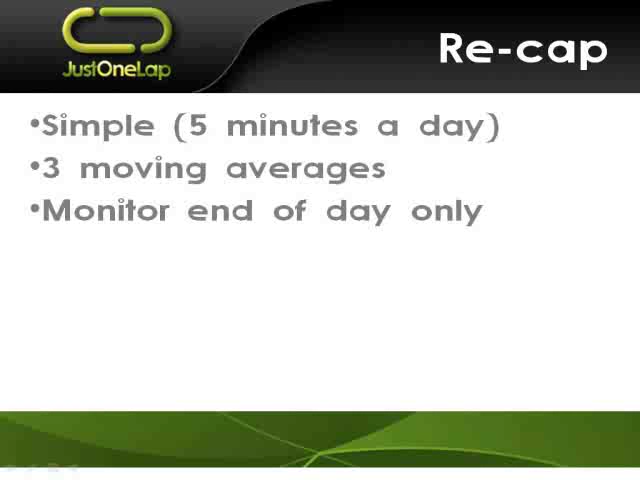 JustOneLap
Re-cap
•Simple (5 minutes a day)
•3 moving averages
•Monitor end of day only